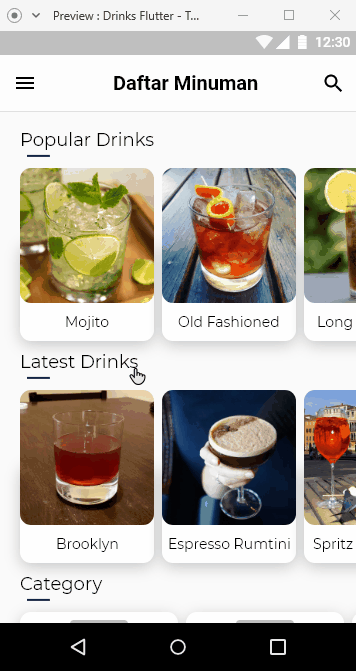 Preview : Drinks Flutter - T...
12:30
Daftar Minuman
Popular Drinks
Mojito
Old Fashioned
Long
Latest Drinks
Brooklyn
Espresso Rumtini
Spritz
Category